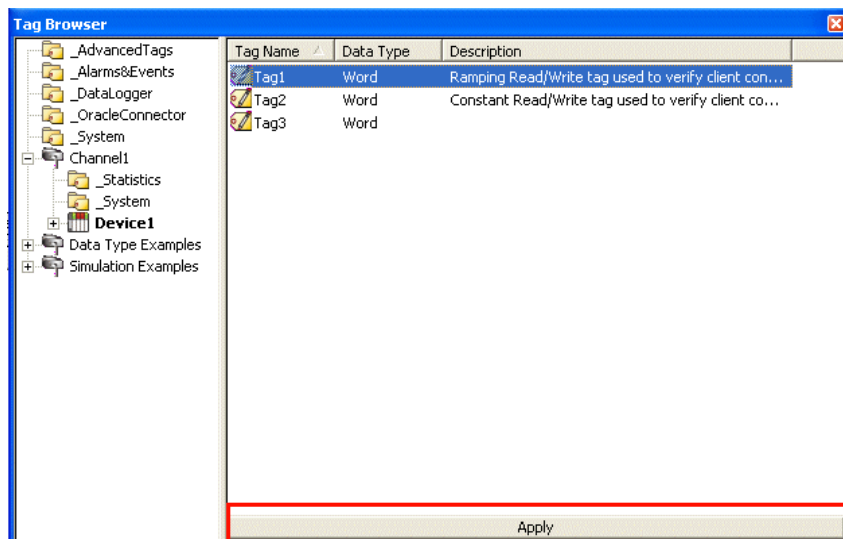 Tag Browser
_AdvancedTags
_Alarms&Events
_DataLogger
_OracleConnector
_System
Channel1
_Statistics
_System
Device1
Data Type Examples
Simulation Examples
Tag Name Data Type Description
Tag1 Word Ramping Read/Write tag used to verify client con...
Tag2 Word Constant Read/Write tag used to verify client co...
Tag3 Word
Apply